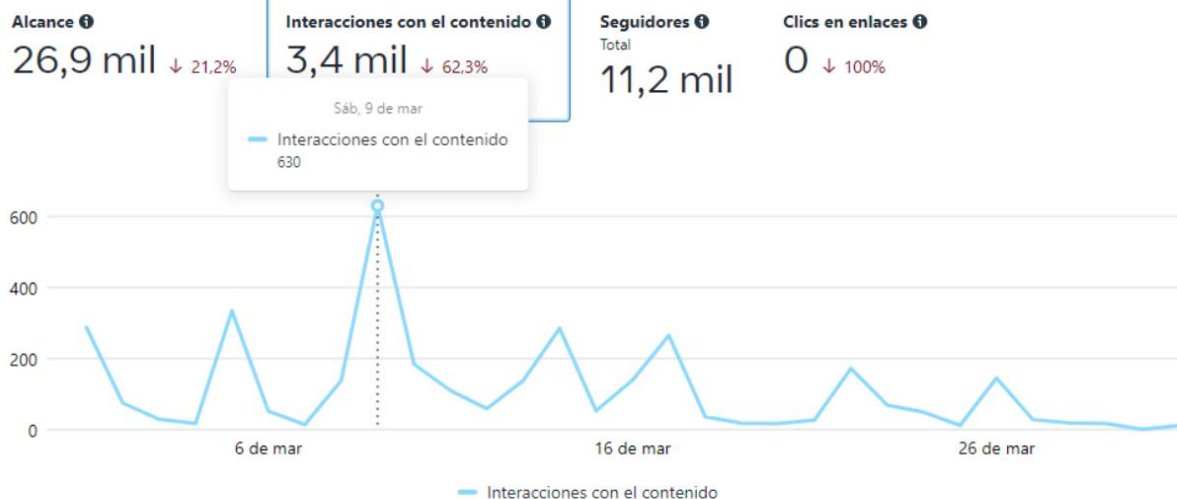 Alcance
26,9 mil ↓ 21,2%
Interacciones con el contenido
3,4 mil ↓ 62,3%
Seguidores
Total
11,2 mil
Clics en enlaces
0 ↓ 100%
Sáb, 9 de mar
Interacciones con el contenido
630
600
400
200
0
6 de mar 16 de mar 26 de mar
Interacciones con el contenido